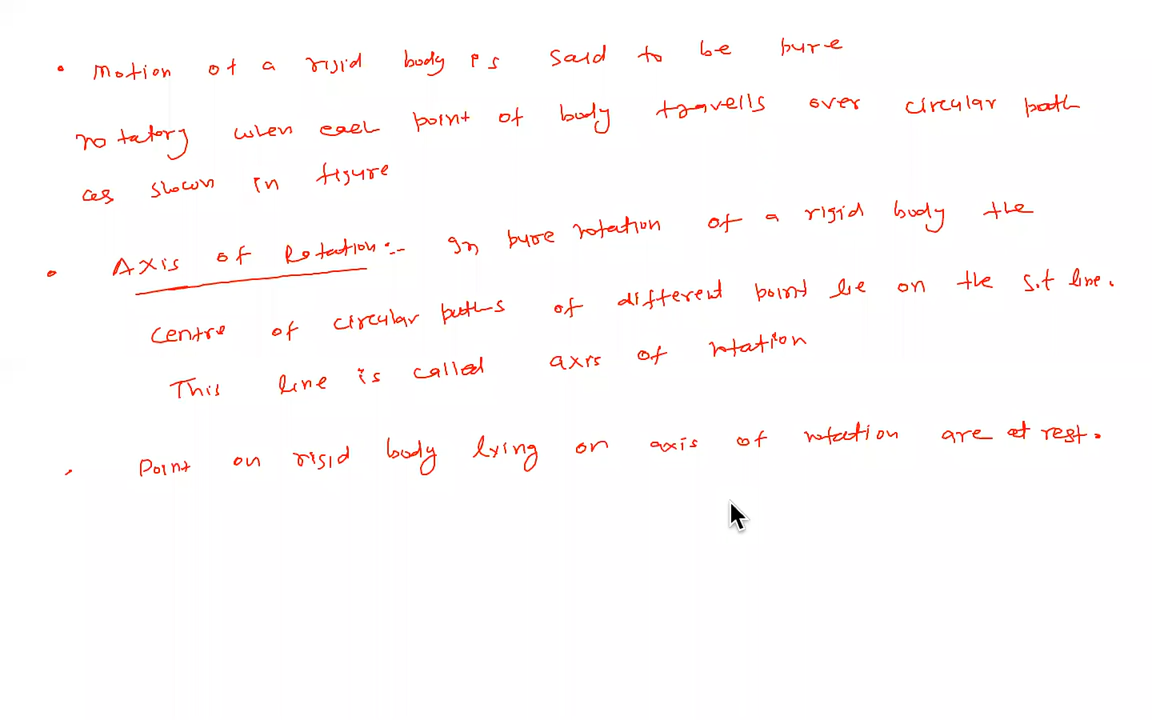 • Motion of a rigid body is said to be pure
rotatory when each point of body travells over circular path
as shown in figure
• Axis of Rotation:- In pure rotation of a rigid body the
centre of circular paths of different point lie on the s.t line.
This line is called axis of rotation
• Point on rigid body lying on axis of rotation are at rest.